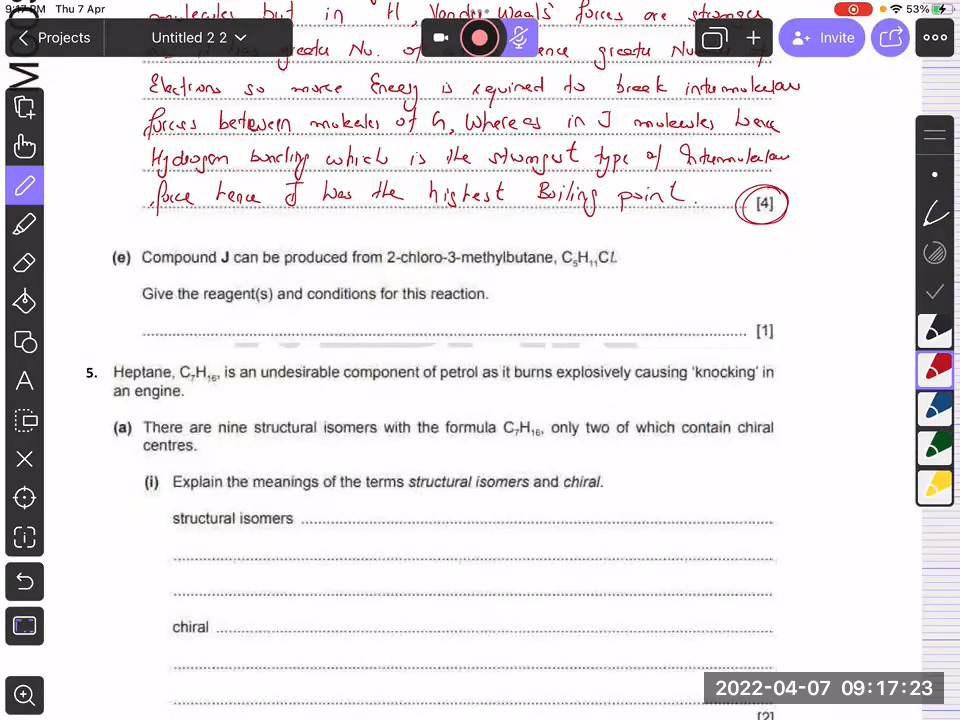 9:17 PM Thu 7 Apr
53%
Projects
Untitled 2 2
Invite
molecules but in H, Vander Waals' forces are stronger
greater No. of
greater Number of
Electrons so more Energy is required to break intermolecular
forces between molecules of G, Whereas in J molecules have
Hydrogen bonding which is the strongest type of Intermolecular
force hence J has the highest Boiling point. [4]
(e) Compound J can be produced from 2-chloro-3-methylbutane, C₅H₁₁Cl.
Give the reagent(s) and conditions for this reaction.
[1]
5. Heptane, C₇H₁₆, is an undesirable component of petrol as it burns explosively causing 'knocking' in
an engine.
(a) There are nine structural isomers with the formula C₇H₁₆, only two of which contain chiral
centres.
(i) Explain the meanings of the terms structural isomers and chiral.
structural isomers
chiral
[2]
2022-04-07 09:17:23